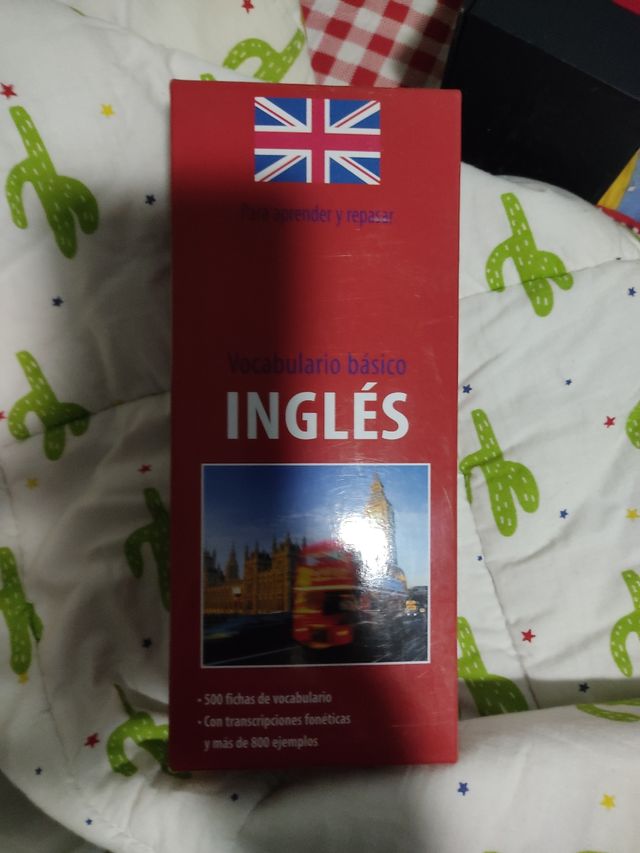 Para aprender y repasar
Vocabulario básico
INGLÉS
• 500 fichas de vocabulario
• Con transcripciones fonéticas
y más de 800 ejemplos